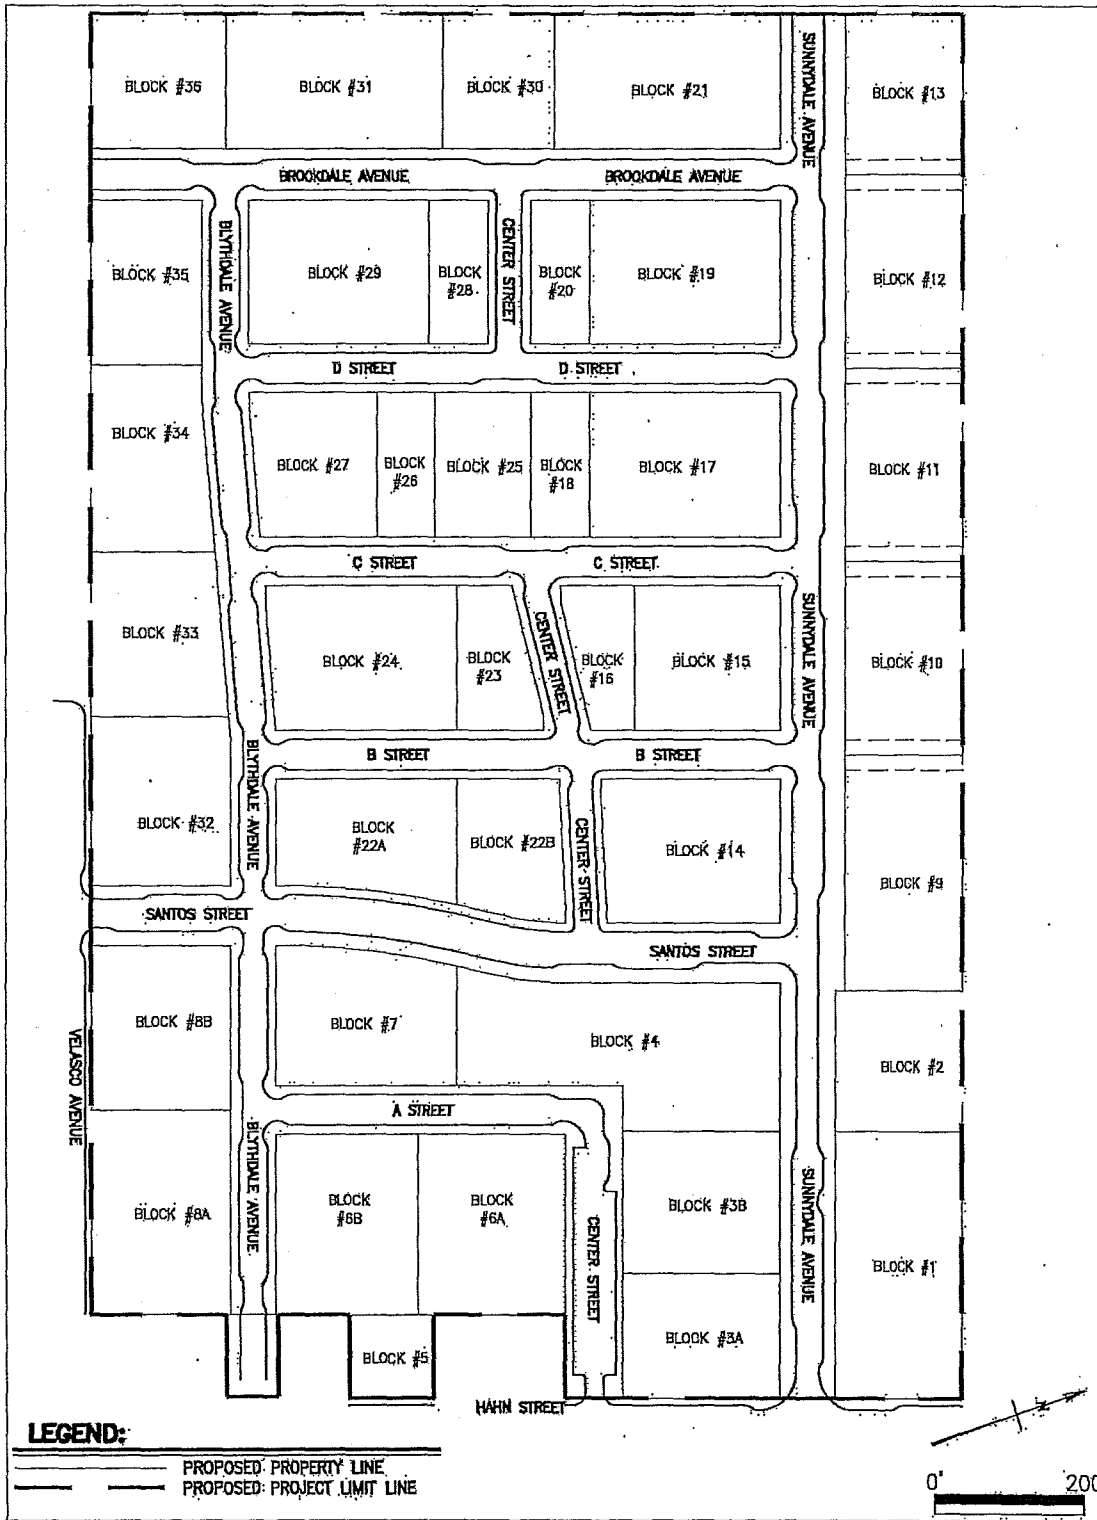 BLOCK #36
BLOCK #31
BLOCK #30
BLOCK #21
SUNNYDALE AVENUE
BLOCK #13
BROOKDALE AVENUE
BROOKDALE AVENUE
BLOCK #35
BLYTHDALE AVENUE
BLOCK #29
BLOCK
#28
CENTER STREET
BLOCK
#20
BLOCK #19
BLOCK #12
D STREET
D STREET
BLOCK #34
BLOCK #27
BLOCK
#26
BLOCK #25
BLOCK
#18
BLOCK #17
BLOCK #11
C STREET
C STREET
BLOCK #33
BLOCK #24
BLOCK
#23
CENTER STREET
BLOCK
#16
BLOCK #15
SUNNYDALE AVENUE
BLOCK #10
B STREET
B STREET
BLOCK #32
BLYTHDALE AVENUE
BLOCK
#22A
BLOCK #22B
CENTER STREET
BLOCK #14
BLOCK #9
SANTOS STREET
SANTOS STREET
BLOCK #8B
BLOCK #7
BLOCK #4
BLOCK #2
VELASCO AVENUE
A STREET
BLOCK #8A
BLYTHDALE AVENUE
BLOCK
#6B
BLOCK
#6A
CENTER STREET
BLOCK #3B
SUNNYDALE AVENUE
BLOCK #1
BLOCK #3A
BLOCK #5
HAHN STREET
N
LEGEND:
PROPOSED PROPERTY LINE
PROPOSED PROJECT LIMIT LINE
0'
200